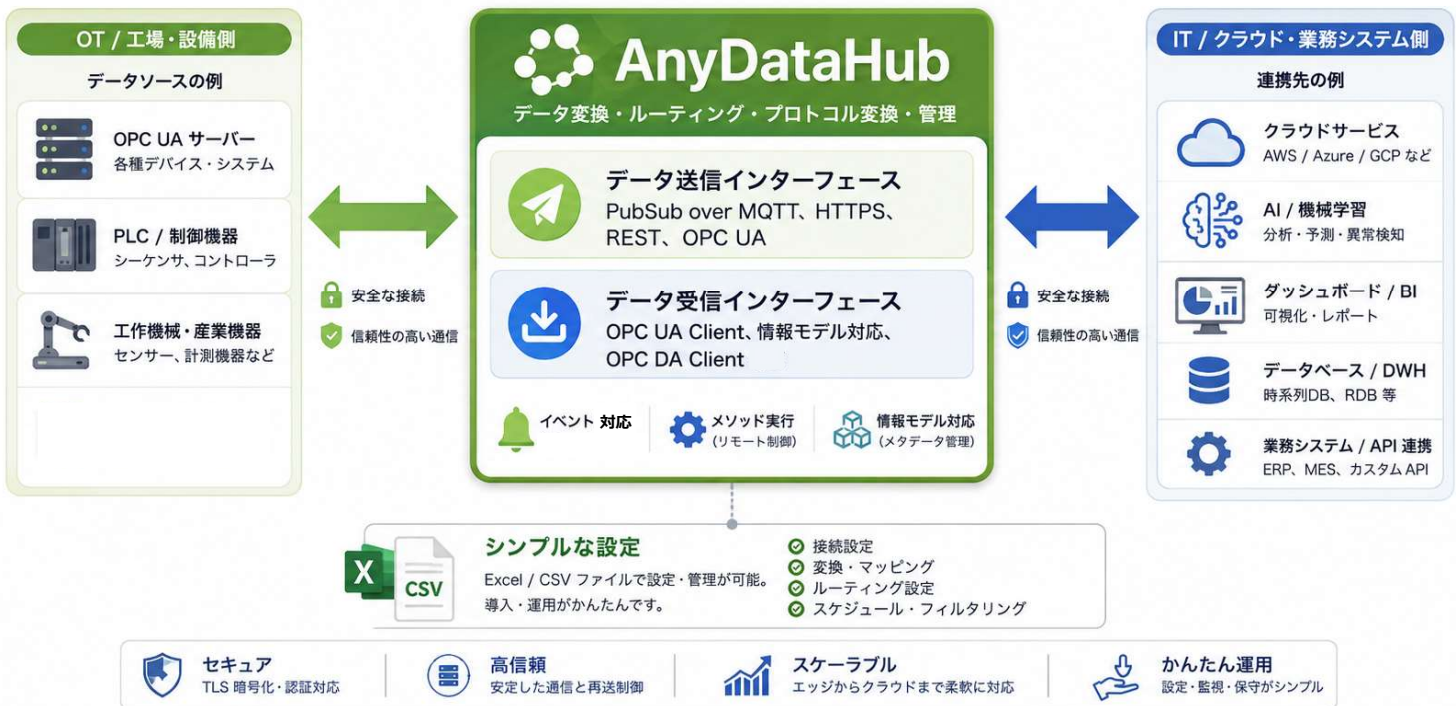 OT / 工場・設備側
データソースの例
OPC UA サーバー
各種デバイス・システム
PLC / 制御機器
シーケンサ、コントローラ
工作機械・産業機器
センサー、計測機器など
安全な接続
信頼性の高い通信
AnyDataHub
データ変換・ルーティング・プロトコル変換・管理
データ送信インターフェース
PubSub over MQTT、HTTPS、
REST、OPC UA
データ受信インターフェース
OPC UA Client、情報モデル対応、
OPC DA Client
イベント 対応
メソッド実行
(リモート制御)
情報モデル対応
(メタデータ管理)
安全な接続
信頼性の高い通信
IT / クラウド・業務システム側
連携先の例
クラウドサービス
AWS / Azure / GCP など
AI / 機械学習
分析・予測・異常検知
ダッシュボード / BI
可視化・レポート
データベース / DWH
時系列DB、RDB 等
業務システム / API 連携
ERP、MES、カスタム API
X
CSV
シンプルな設定
Excel / CSV ファイルで設定・管理が可能。
導入・運用がかんたんです。
接続設定
変換・マッピング
ルーティング設定
スケジュール・フィルタリング
セキュア
TLS 暗号化・認証対応
高信頼
安定した通信と再送制御
スケーラブル
エッジからクラウドまで柔軟に対応
かんたん運用
設定・監視・保守がシンプル